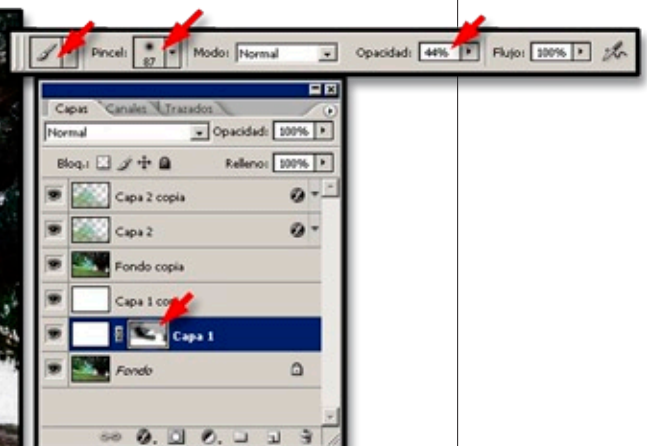 Pincel: 87 Modo: Normal Opacidad: 44% Flujo: 100%
Capas Canales Trazados
Normal Opacidad: 100%
Bloq.: Relleno: 100%
Capa 2 copia
Capa 2
Fondo copia
Capa 1 co
Capa 1
Fondo